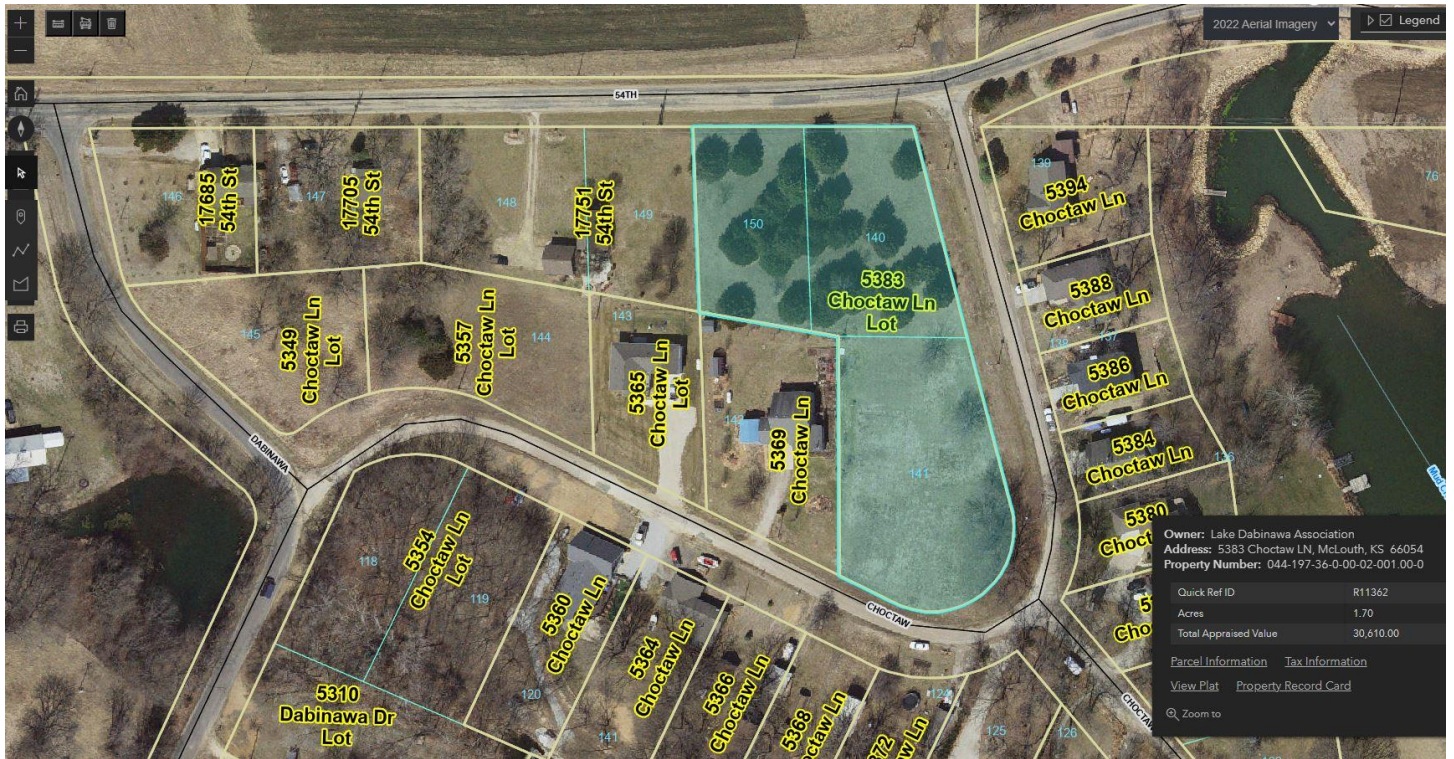 +
−
2022 Aerial Imagery
Legend
54TH
146
17685
54th St
147
17705
54th St
148
17751
54th St
149
150
140
5383
Choctaw Ln
Lot
139
5394
Choctaw Ln
76
145
5349
Choctaw Ln
Lot
5357
Choctaw Ln
Lot
144
143
5365
Choctaw Ln
Lot
142
5369
Choctaw Ln
141
5388
Choctaw Ln
138
137
5386
Choctaw Ln
5384
Choctaw Ln
136
5380
DABINAWA
118
5354
Choctaw Ln
Lot
119
5360
Choctaw Ln
120
5364
Choctaw Ln
141
5366
Choctaw Ln
5368
5310
Dabinawa Dr
Lot
CHOCTAW
124
125
126
Owner: Lake Dabinawa Association
Address: 5383 Choctaw LN, McLouth, KS 66054
Property Number: 044-197-36-0-00-02-001.00-0
Quick Ref ID R11362
Acres 1.70
Total Appraised Value 30,610.00
Parcel Information Tax Information
View Plat Property Record Card
Zoom to